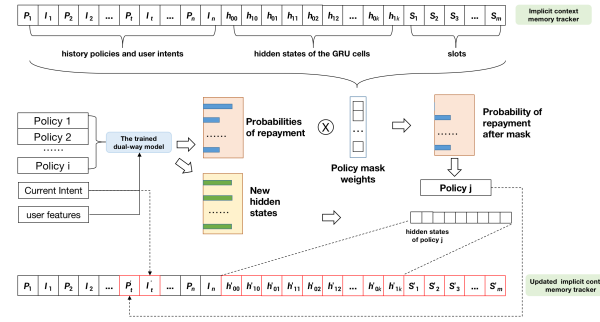 P1 I1 P2 I2 ... Pt It ... Pn In h00 h10 h01 h11 h02 h12 ... h0k h1k S1 S2 S3 ... Sm
Implicit context
memory tracker
history policies and user intents
hidden states of the GRU cells
slots
Policy 1
Policy 2
......
Policy i
Current Intent
user features
The trained
dual-way model
Probabilities
of repayment
......
New
hidden
states
......
...
Policy mask
weights
......
Probability of
repayment
after mask
Policy j
hidden states
of policy j
P1 I1 P2 I2 ... P't I't ... Pn In h'00 h'10 h'01 h'11 h'02 h'12 ... h'0k h'1k S'1 S'2 S'3 ... S'm
Updated implicit cont
memory tracker